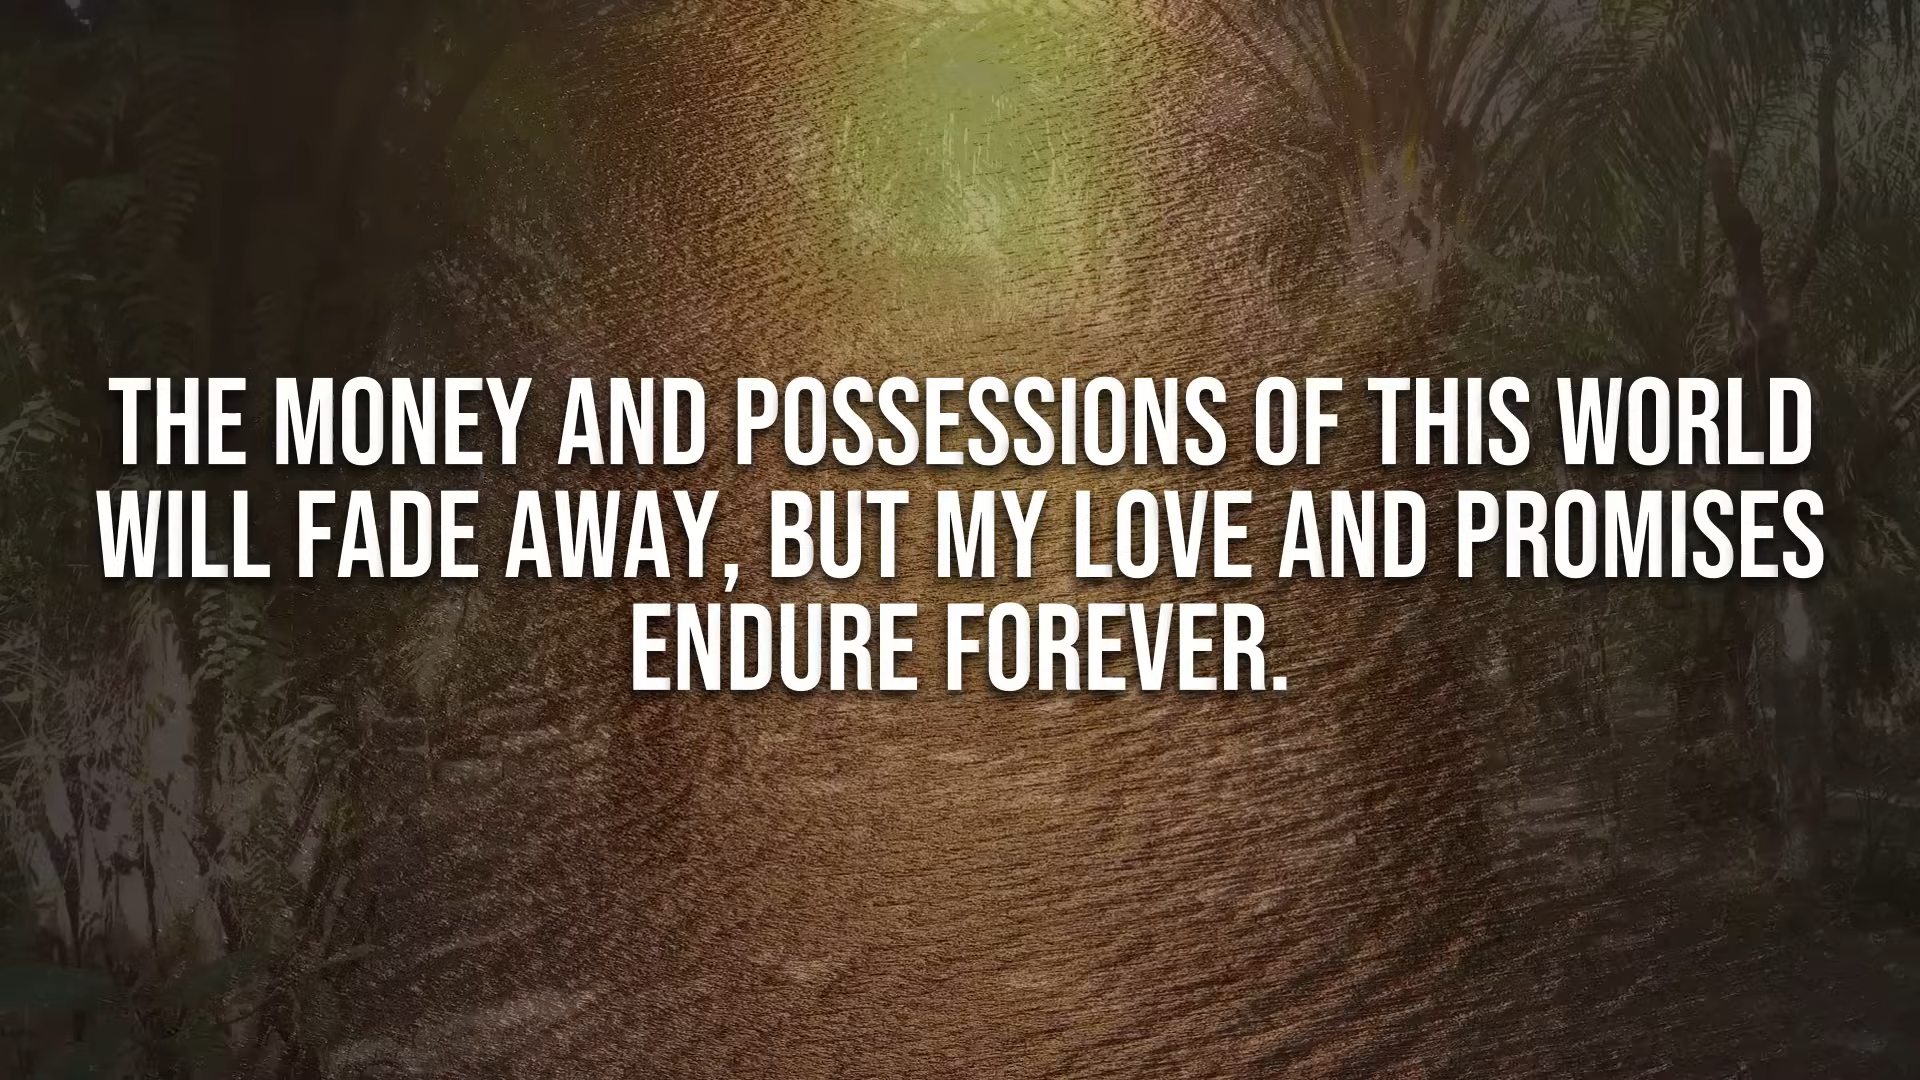 THE MONEY AND POSSESSIONS OF THIS WORLD
WILL FADE AWAY, BUT MY LOVE AND PROMISES
ENDURE FOREVER.